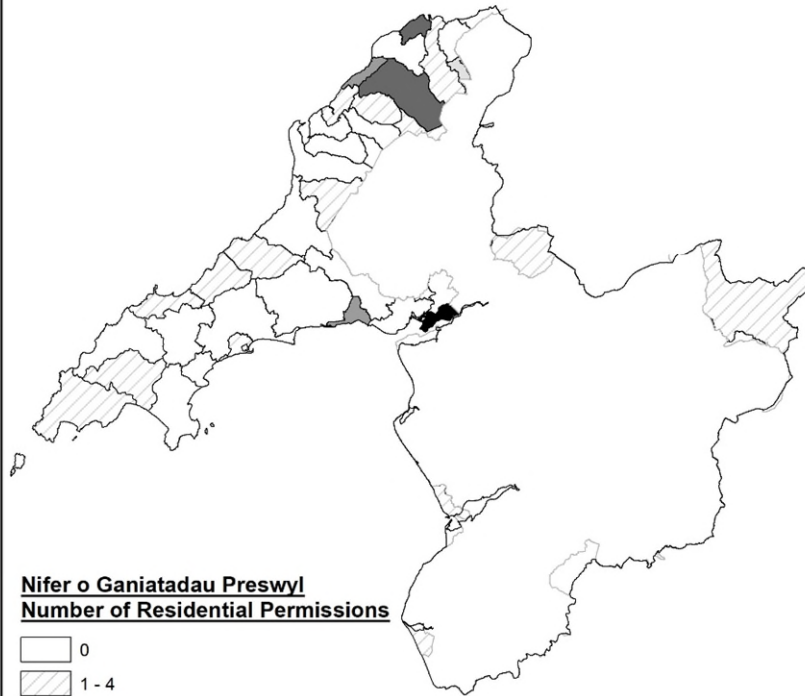 Nifer o Ganiatadau Preswyl
Number of Residential Permissions
0
1 - 4